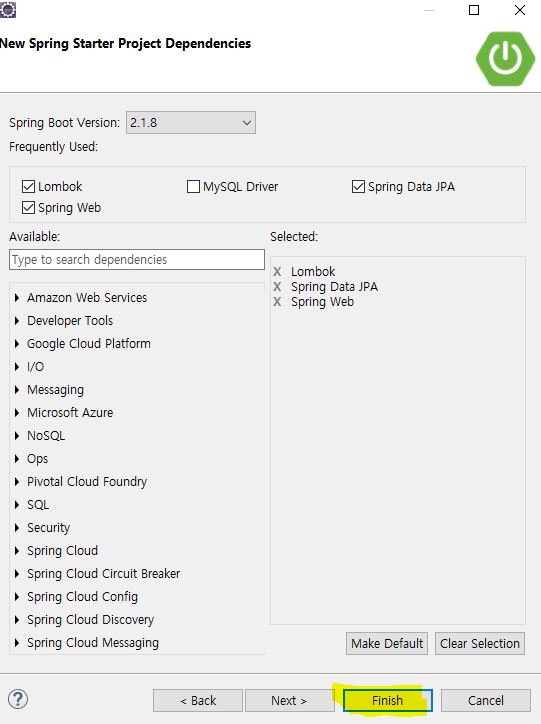 New Spring Starter Project Dependencies
Spring Boot Version: 2.1.8
Frequently Used:
Lombok MySQL Driver Spring Data JPA
Spring Web
Available: Selected:
Type to search dependencies
X Lombok
X Spring Data JPA
X Spring Web
Amazon Web Services
Developer Tools
Google Cloud Platform
I/O
Messaging
Microsoft Azure
NoSQL
Ops
Pivotal Cloud Foundry
SQL
Security
Spring Cloud
Spring Cloud Circuit Breaker
Spring Cloud Config
Spring Cloud Discovery
Spring Cloud Messaging
Make Default Clear Selection
? < Back Next > Finish Cancel